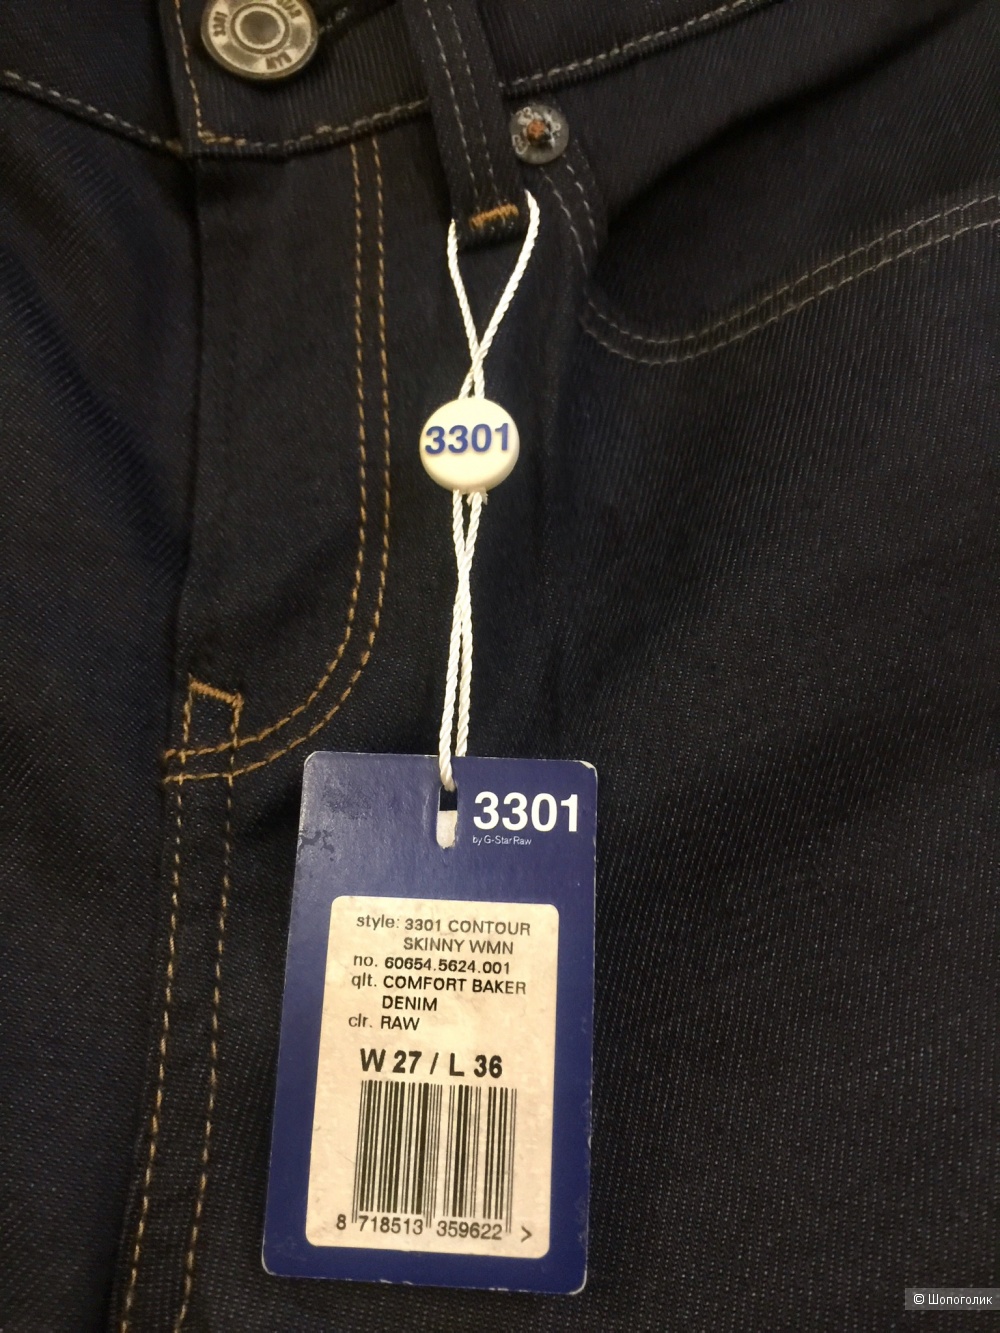 RAW
3301
3301
by G-Star Raw
style: 3301 CONTOUR
SKINNY WMN
no. 60654.5624.001
qlt. COMFORT BAKER
DENIM
clr. RAW
W 27 / L 36
8 718513 359622 >
© Шопоголик